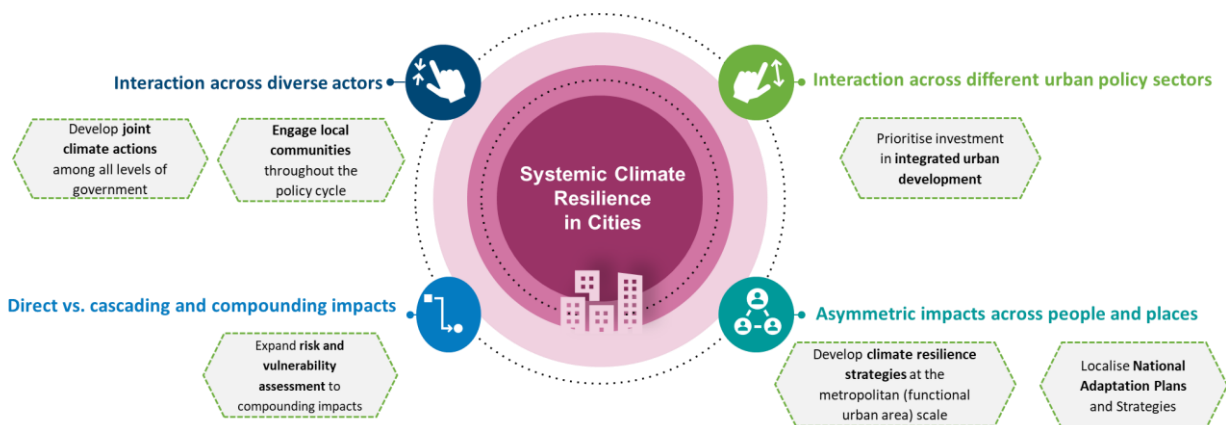 Interaction across diverse actors
Develop joint
climate actions
among all levels of
government
Engage local
communities
throughout the
policy cycle
Interaction across different urban policy sectors
Prioritise investment
in integrated urban
development
Systemic Climate
Resilience
in Cities
Direct vs. cascading and compounding impacts
Expand risk and
vulnerability
assessment to
compounding impacts
Asymmetric impacts across people and places
Develop climate resilience
strategies at the
metropolitan (functional
urban area) scale
Localise National
Adaptation Plans
and Strategies